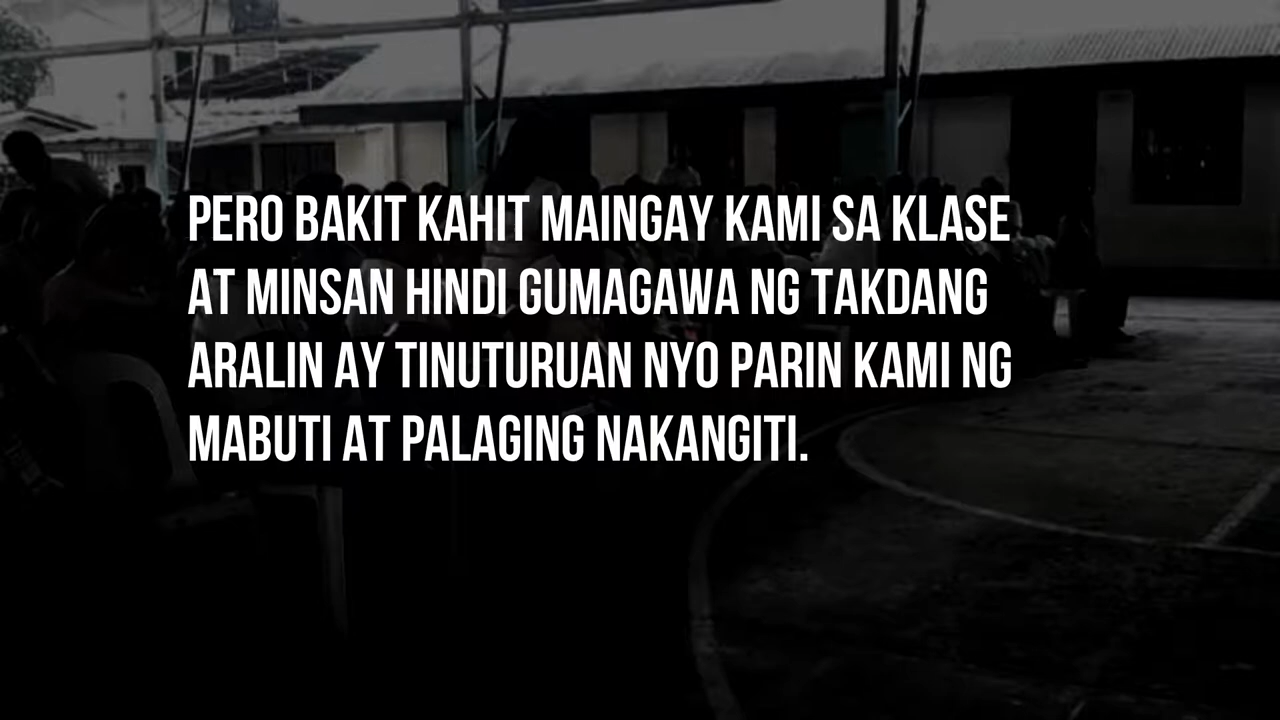 PERO BAKIT KAHIT MAINGAY KAMI SA KLASE
AT MINSAN HINDI GUMAGAWA NG TAKDANG
ARALIN AY TINUTURUAN NYO PARIN KAMI NG
MABUTI AT PALAGING NAKANGITI.